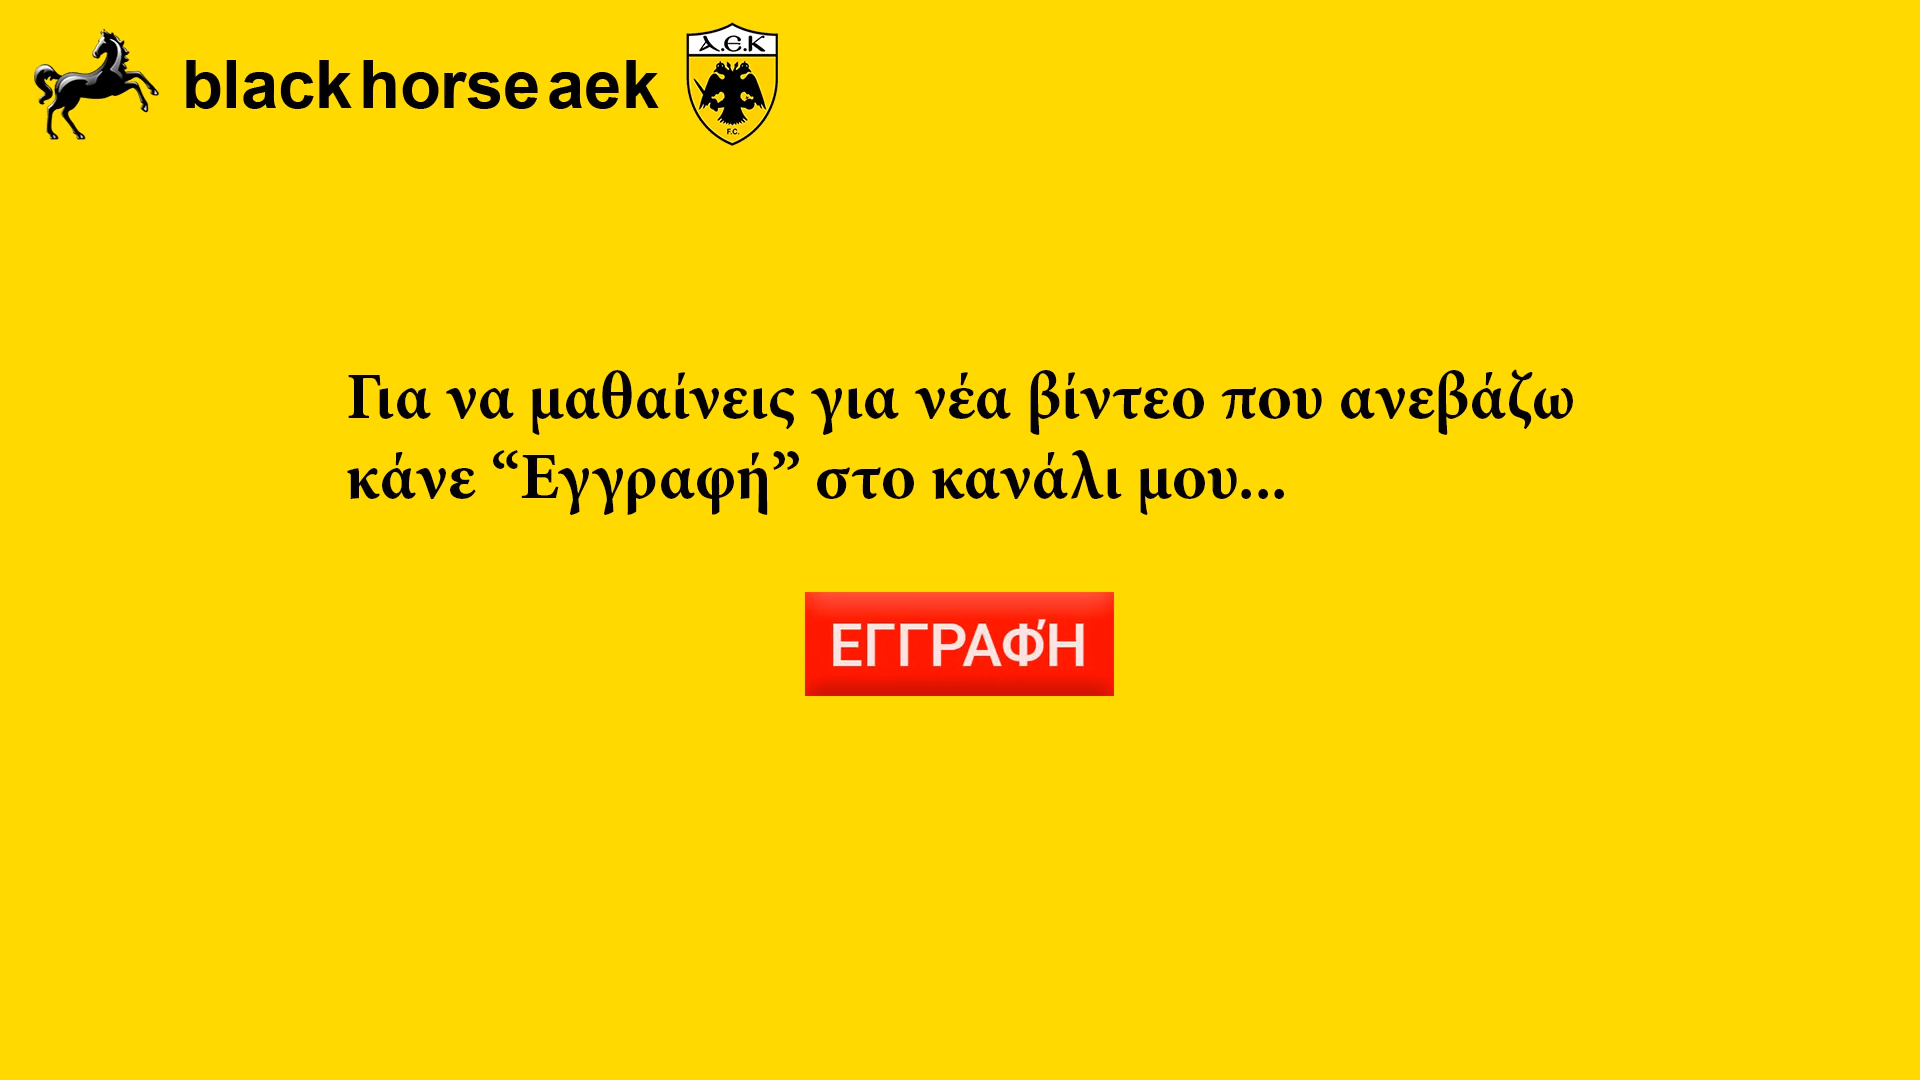 black horse aek
Α.Ε.Κ
F.C.
Για να μαθαίνεις για νέα βίντεο που ανεβάζω
κάνε “Εγγραφή” στο κανάλι μου...
ΕΓΓΡΑΦΉ